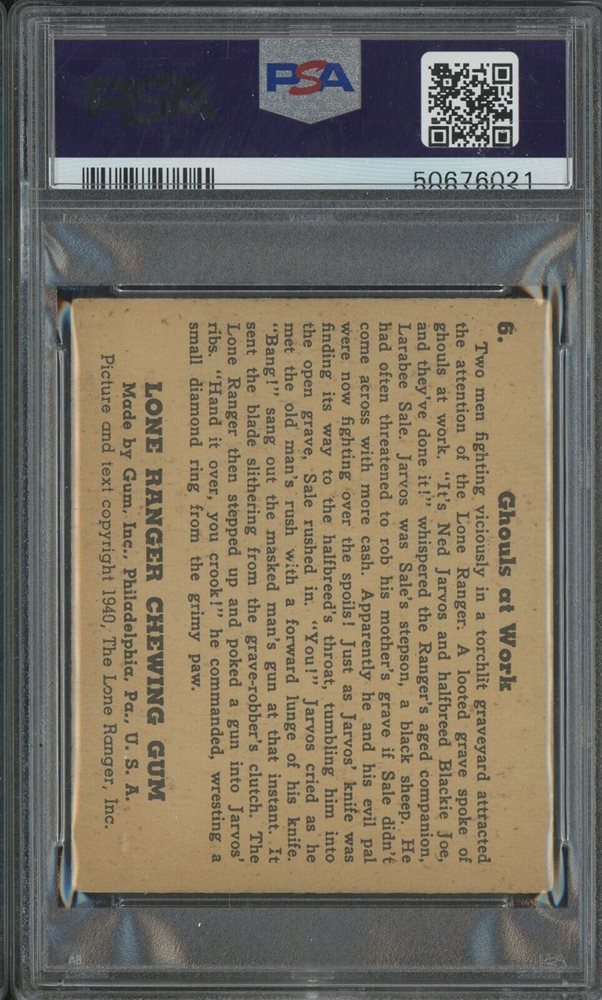 PSA
PSA
50676021
6.
Ghouls at Work
Two men fighting viciously in a torchlit graveyard attracted
the attention of the Lone Ranger. A looted grave spoke of
ghouls at work. "It's Ned Jarvos and halfbreed Blackie Joe,
and they've done it!" whispered the Ranger's aged companion,
Larabee Sale. Jarvos was Sale's stepson, a black sheep. He
had often threatened to rob his mother's grave if Sale didn't
come across with more cash. Apparently he and his evil pal
were now fighting over the spoils! Just as Jarvos' knife was
finding its way to the halfbreed's throat, tumbling him into
the open grave, Sale rushed in. "You!" Jarvos cried as he
met the old man's rush with a forward lunge of his knife.
"Bang!" sang out the masked man's gun at that instant. It
sent the blade slithering from the grave-robber's clutch. The
Lone Ranger then stepped up and poked a gun into Jarvos'
ribs. "Hand it over, you crook!" he commanded, wresting a
small diamond ring from the grimy paw.
LONE RANGER CHEWING GUM
Made by Gum, Inc., Philadelphia, Pa., U. S. A.
Picture and text copyright 1940, The Lone Ranger, Inc.
A8
PSA